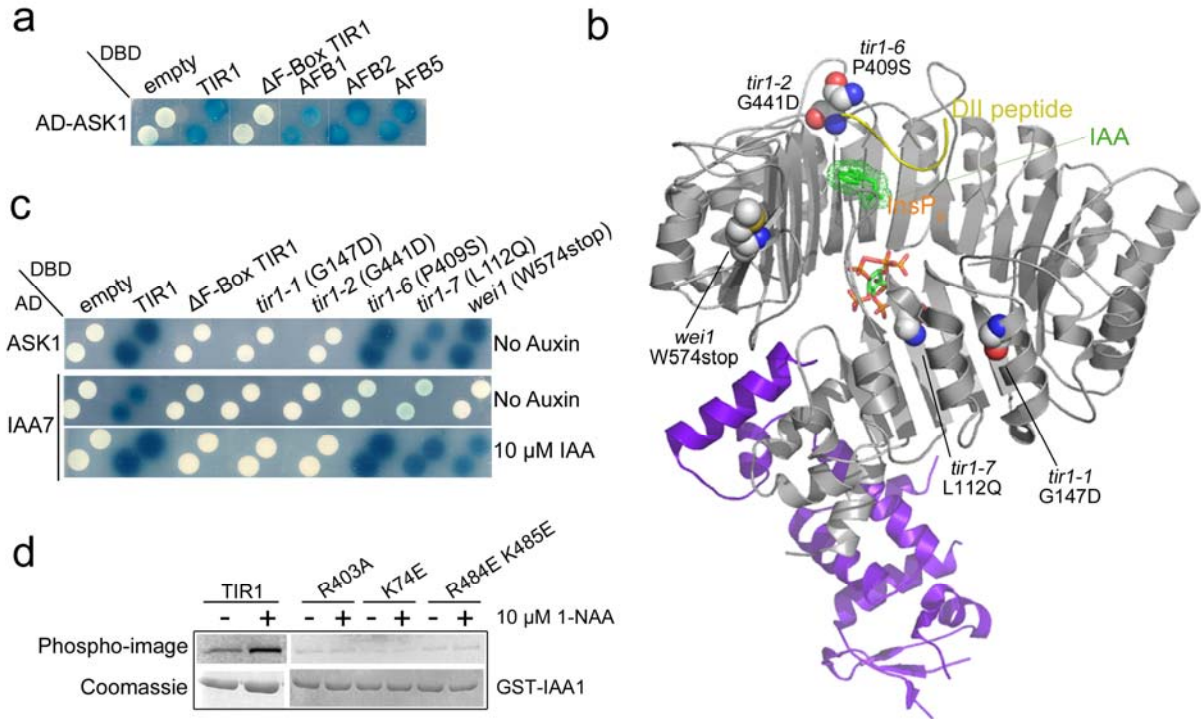 a
DBD
empty
TIR1
ΔF-Box TIR1
AFB1
AFB2
AFB5
AD-ASK1
b
tir1-6
P409S
tir1-2
G441D
DII peptide
IAA
InsP
wei1
W574stop
tir1-7
L112Q
tir1-1
G147D
c
DBD
AD
empty
TIR1
ΔF-Box TIR1
tir1-1 (G147D)
tir1-2 (G441D)
tir1-6 (P409S)
tir1-7 (L112Q)
wei1 (W574stop)
ASK1
No Auxin
IAA7
No Auxin
10 µM IAA
d
TIR1
R403A
K74E
R484E K485E
- + - + - + - + 10 µM 1-NAA
Phospho-image
Coomassie
GST-IAA1